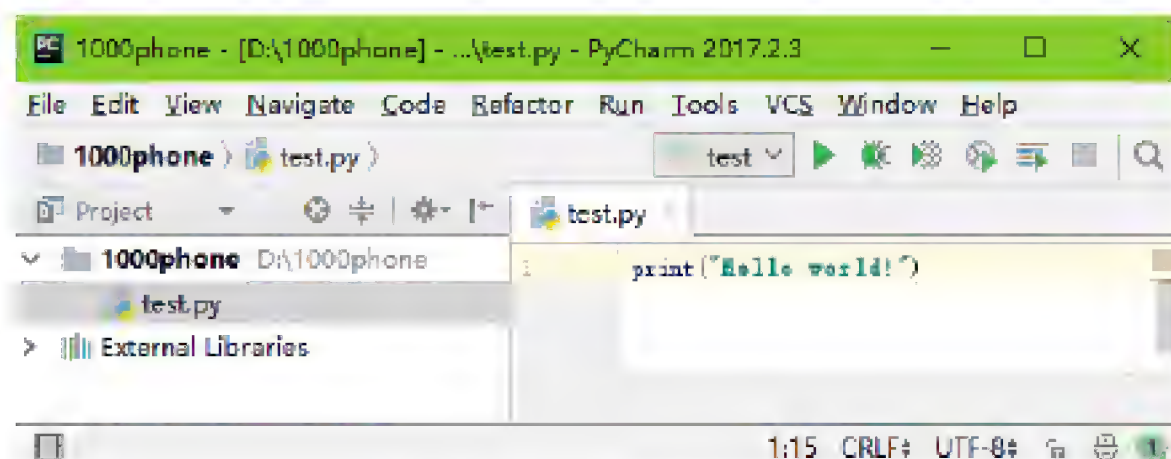 PC 1000phone - [D:\1000phone] - ...\test.py - PyCharm 2017.2.3
File Edit View Navigate Code Refactor Run Tools VCS Window Help
1000phone test.py test
Project test.py
1000phone D:\1000phone
1 print("Hello world!")
test.py
External Libraries
1:15 CRLF UTF-8 1